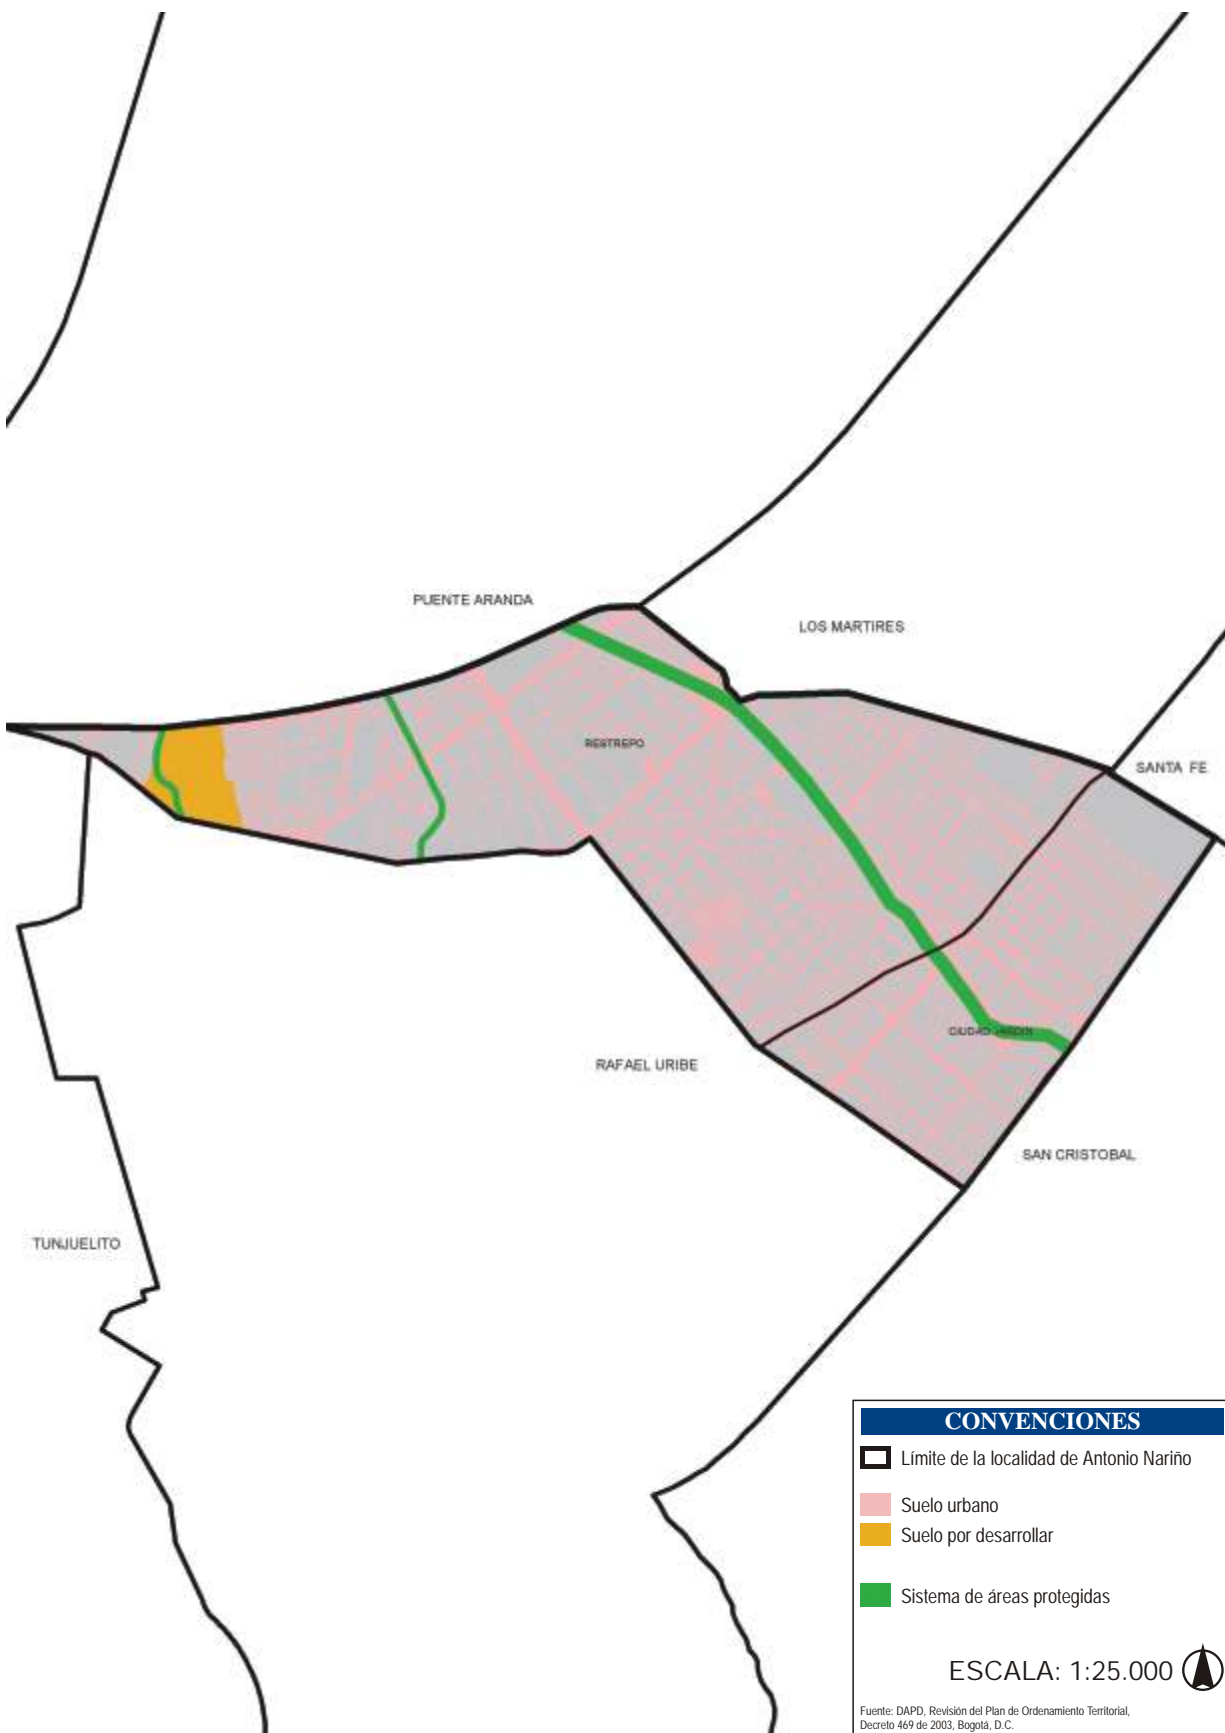 PUENTE ARANDA
LOS MARTIRES
RESTREPO
SANTA FE
CIUDAD JARDIN
RAFAEL URIBE
SAN CRISTOBAL
TUNJUELITO
CONVENCIONES
Límite de la localidad de Antonio Nariño
Suelo urbano
Suelo por desarrollar
Sistema de áreas protegidas
ESCALA: 1:25.000
Fuente: DAPD, Revisión del Plan de Ordenamiento Territorial,
Decreto 469 de 2003, Bogotá, D.C.